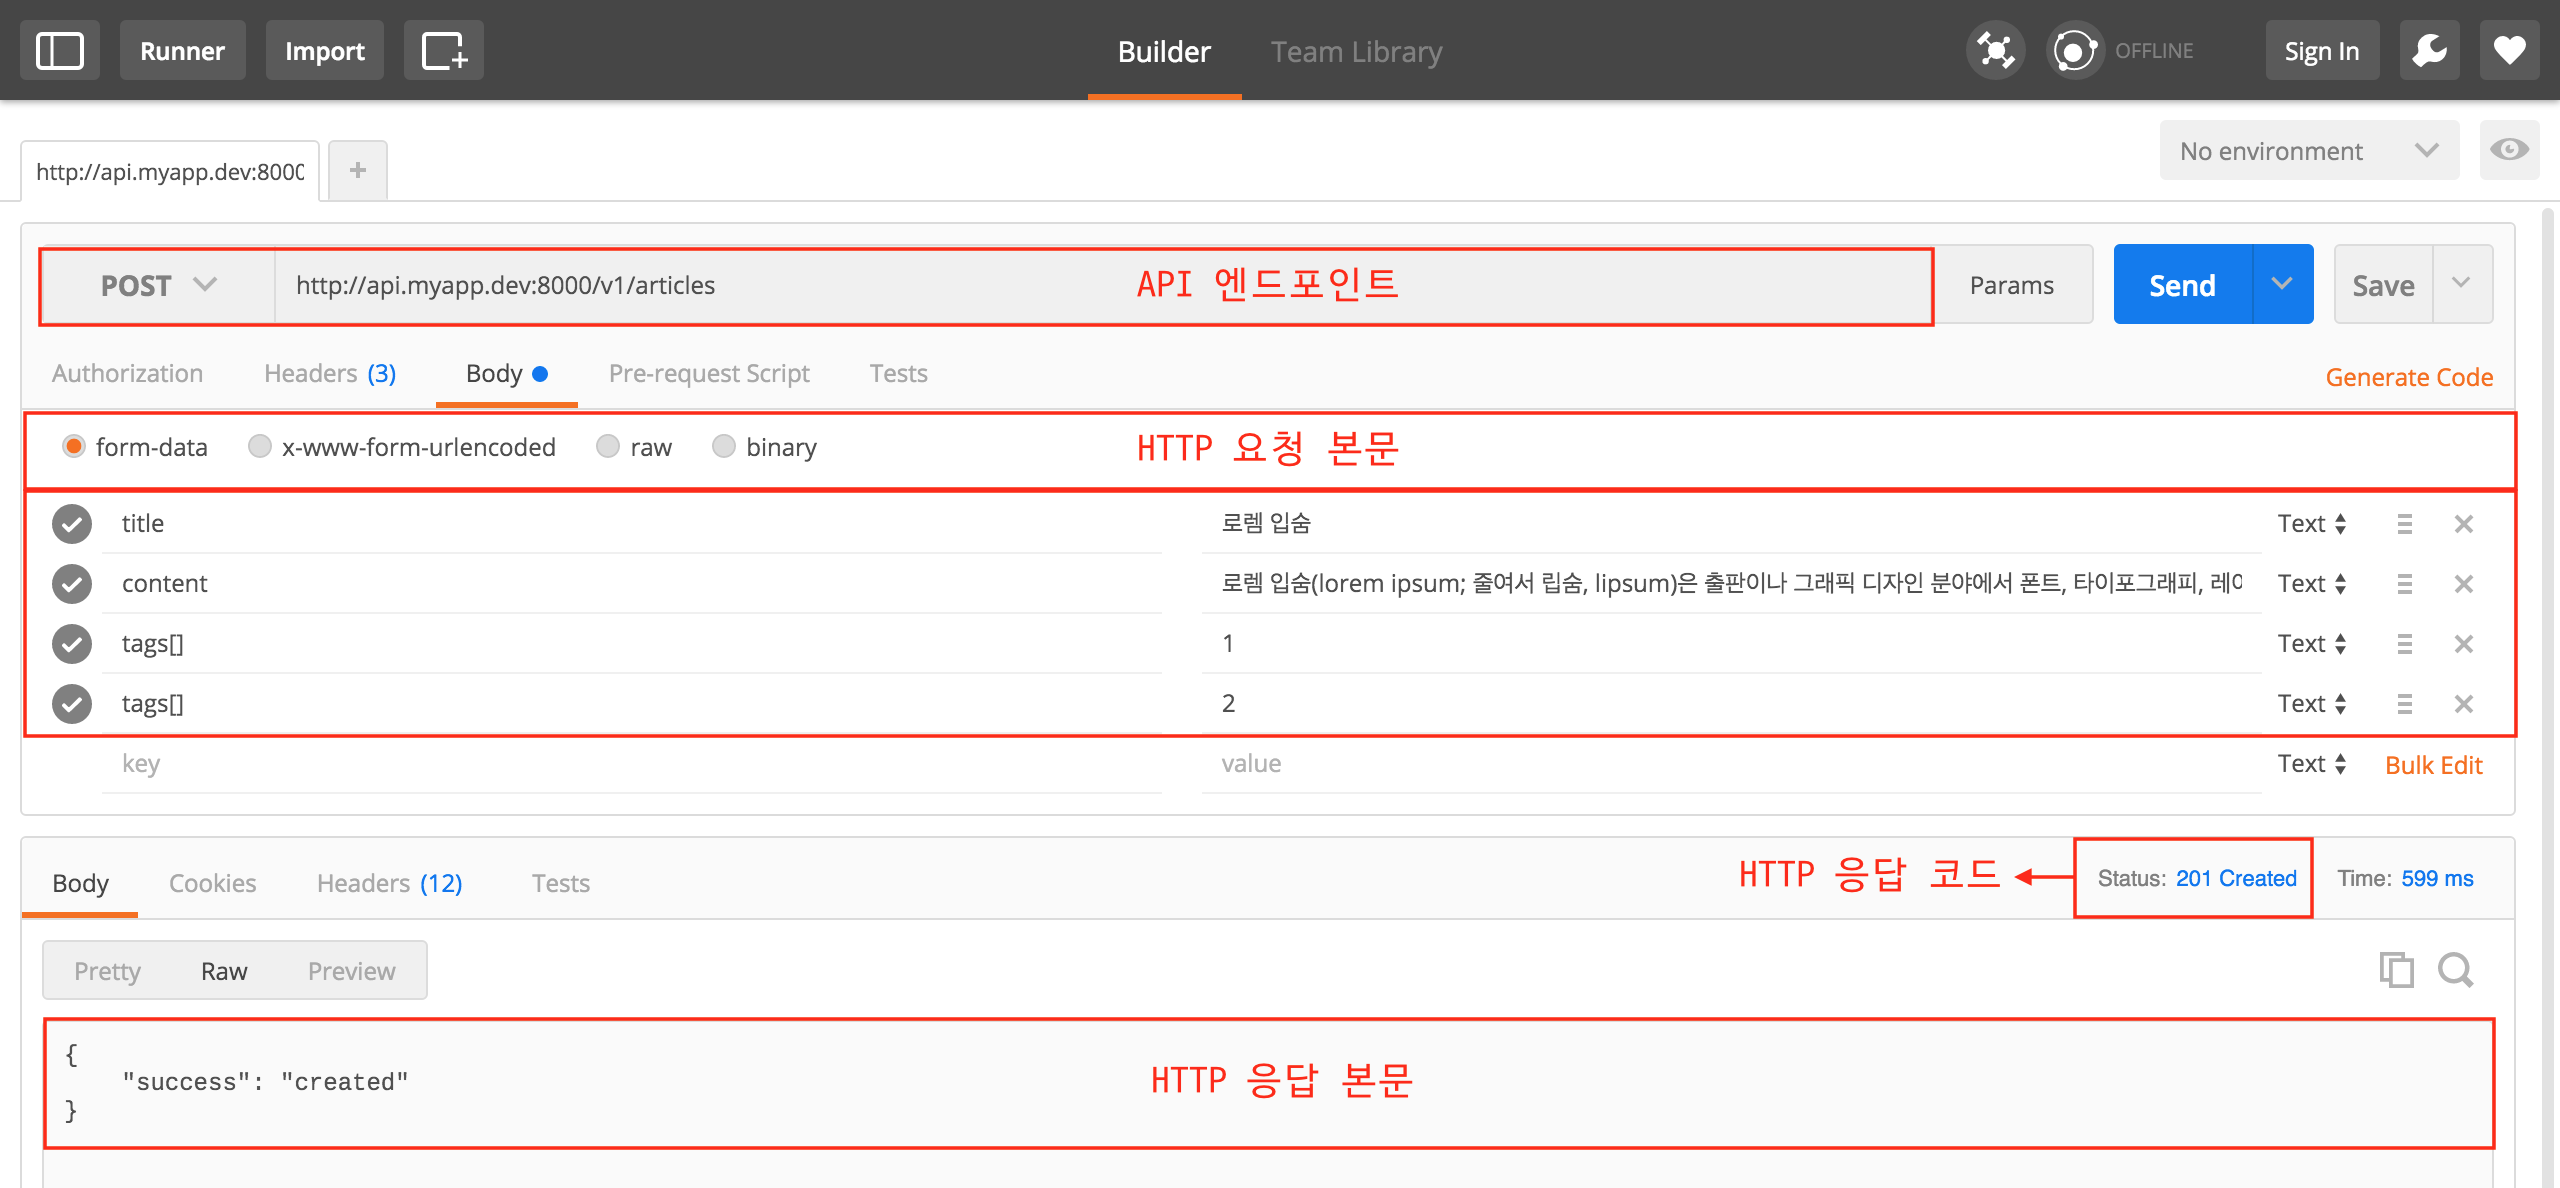 Runner Import Builder Team Library OFFLINE Sign In
http://api.myapp.dev:8000 + No environment
POST http://api.myapp.dev:8000/v1/articles API 엔드포인트 Params Send Save
Authorization Headers (3) Body Pre-request Script Tests Generate Code
form-data x-www-form-urlencoded raw binary HTTP 요청 본문
title 로렘 입숨 Text
content 로렘 입숨(lorem ipsum; 줄여서 립숨, lipsum)은 출판이나 그래픽 디자인 분야에서 폰트, 타이포그래피, 레이 Text
tags[] 1 Text
tags[] 2 Text
key value Text Bulk Edit
Body Cookies Headers (12) Tests HTTP 응답 코드 Status: 201 Created Time: 599 ms
Pretty Raw Preview
{
"success": "created" HTTP 응답 본문
}